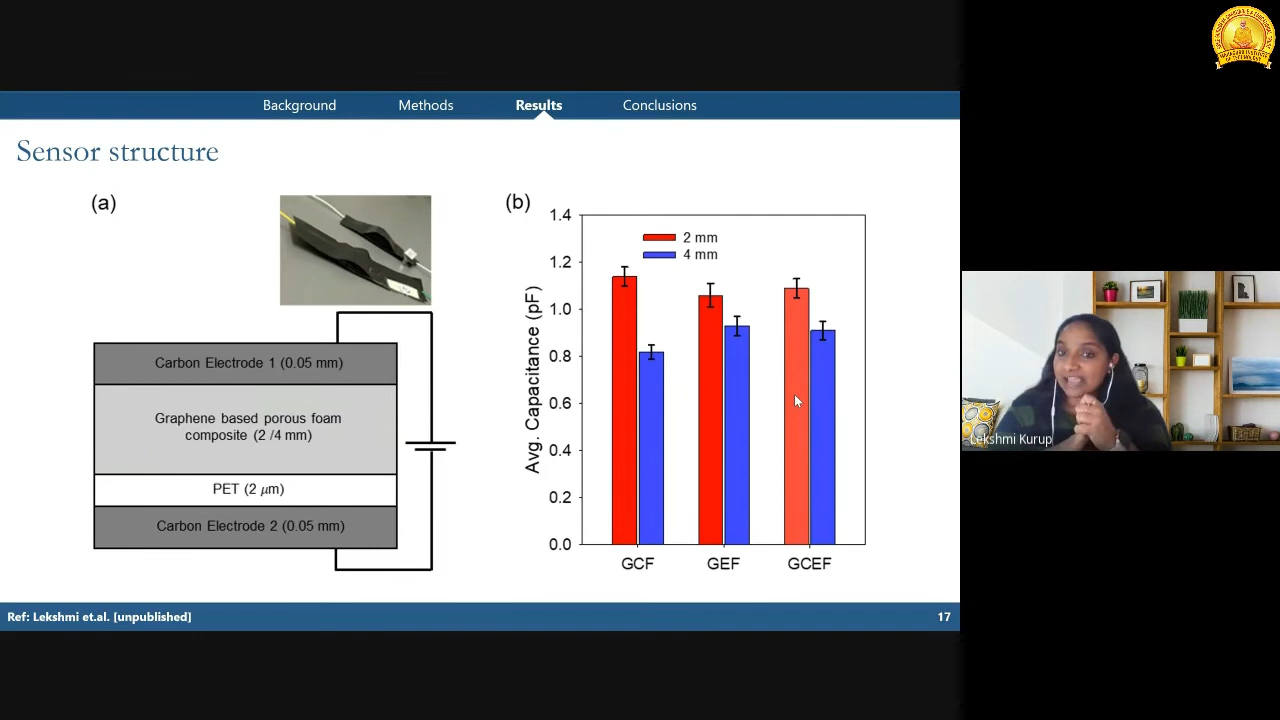 Background Methods Results Conclusions
Sensor structure
(a)
Carbon Electrode 1 (0.05 mm)
Graphene based porous foam
composite (2 /4 mm)
PET (2 μm)
Carbon Electrode 2 (0.05 mm)
(b)
Avg. Capacitance (pF)
1.4
1.2
1.0
0.8
0.6
0.4
0.2
0.0
2 mm
4 mm
GCF GEF GCEF
Ref: Lekshmi et.al. [unpublished]
17
Lekshmi Kurup